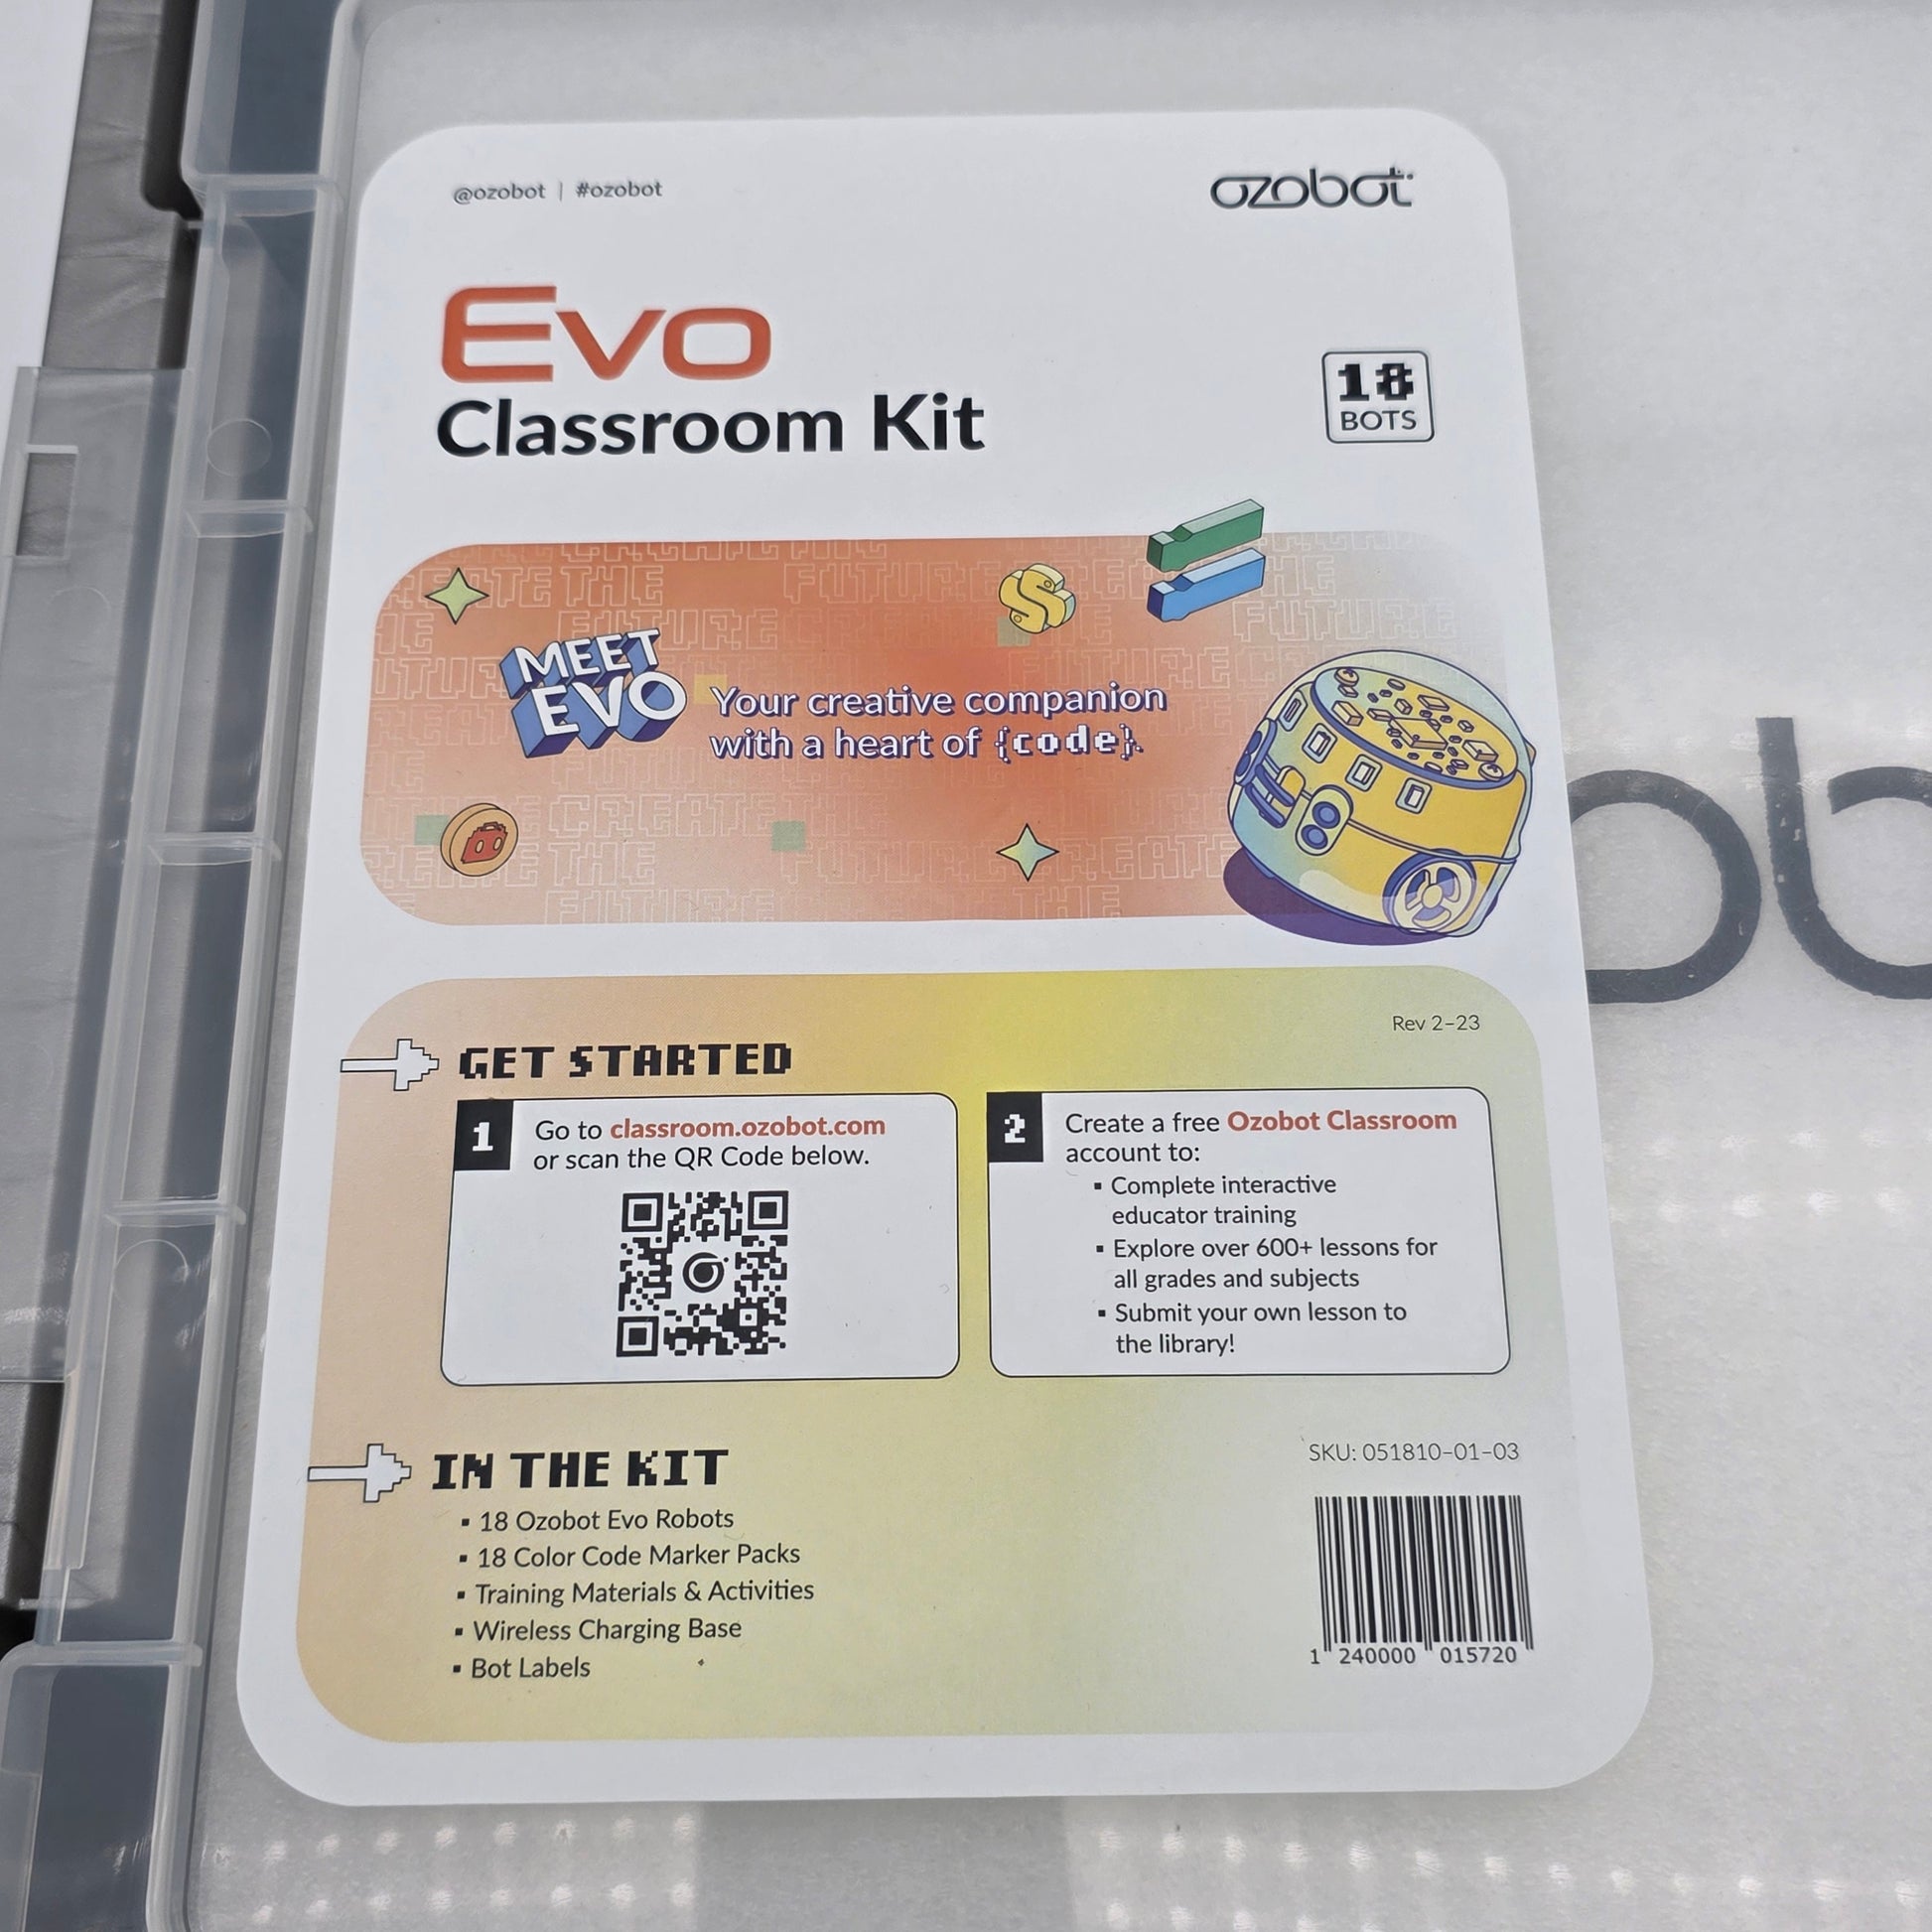 @ozobot | #ozobot
ozobot
Evo
Classroom Kit
18
BOTS
MEET
EVO
Your creative companion
with a heart of {code}.
Rev 2-23
GET STARTED
1
Go to classroom.ozobot.com
or scan the QR Code below.
2
Create a free Ozobot Classroom
account to:
▪ Complete interactive
educator training
▪ Explore over 600+ lessons for
all grades and subjects
▪ Submit your own lesson to
the library!
IN THE KIT
▪ 18 Ozobot Evo Robots
▪ 18 Color Code Marker Packs
▪ Training Materials & Activities
▪ Wireless Charging Base
▪ Bot Labels
SKU: 051810-01-03
1 240000 015720